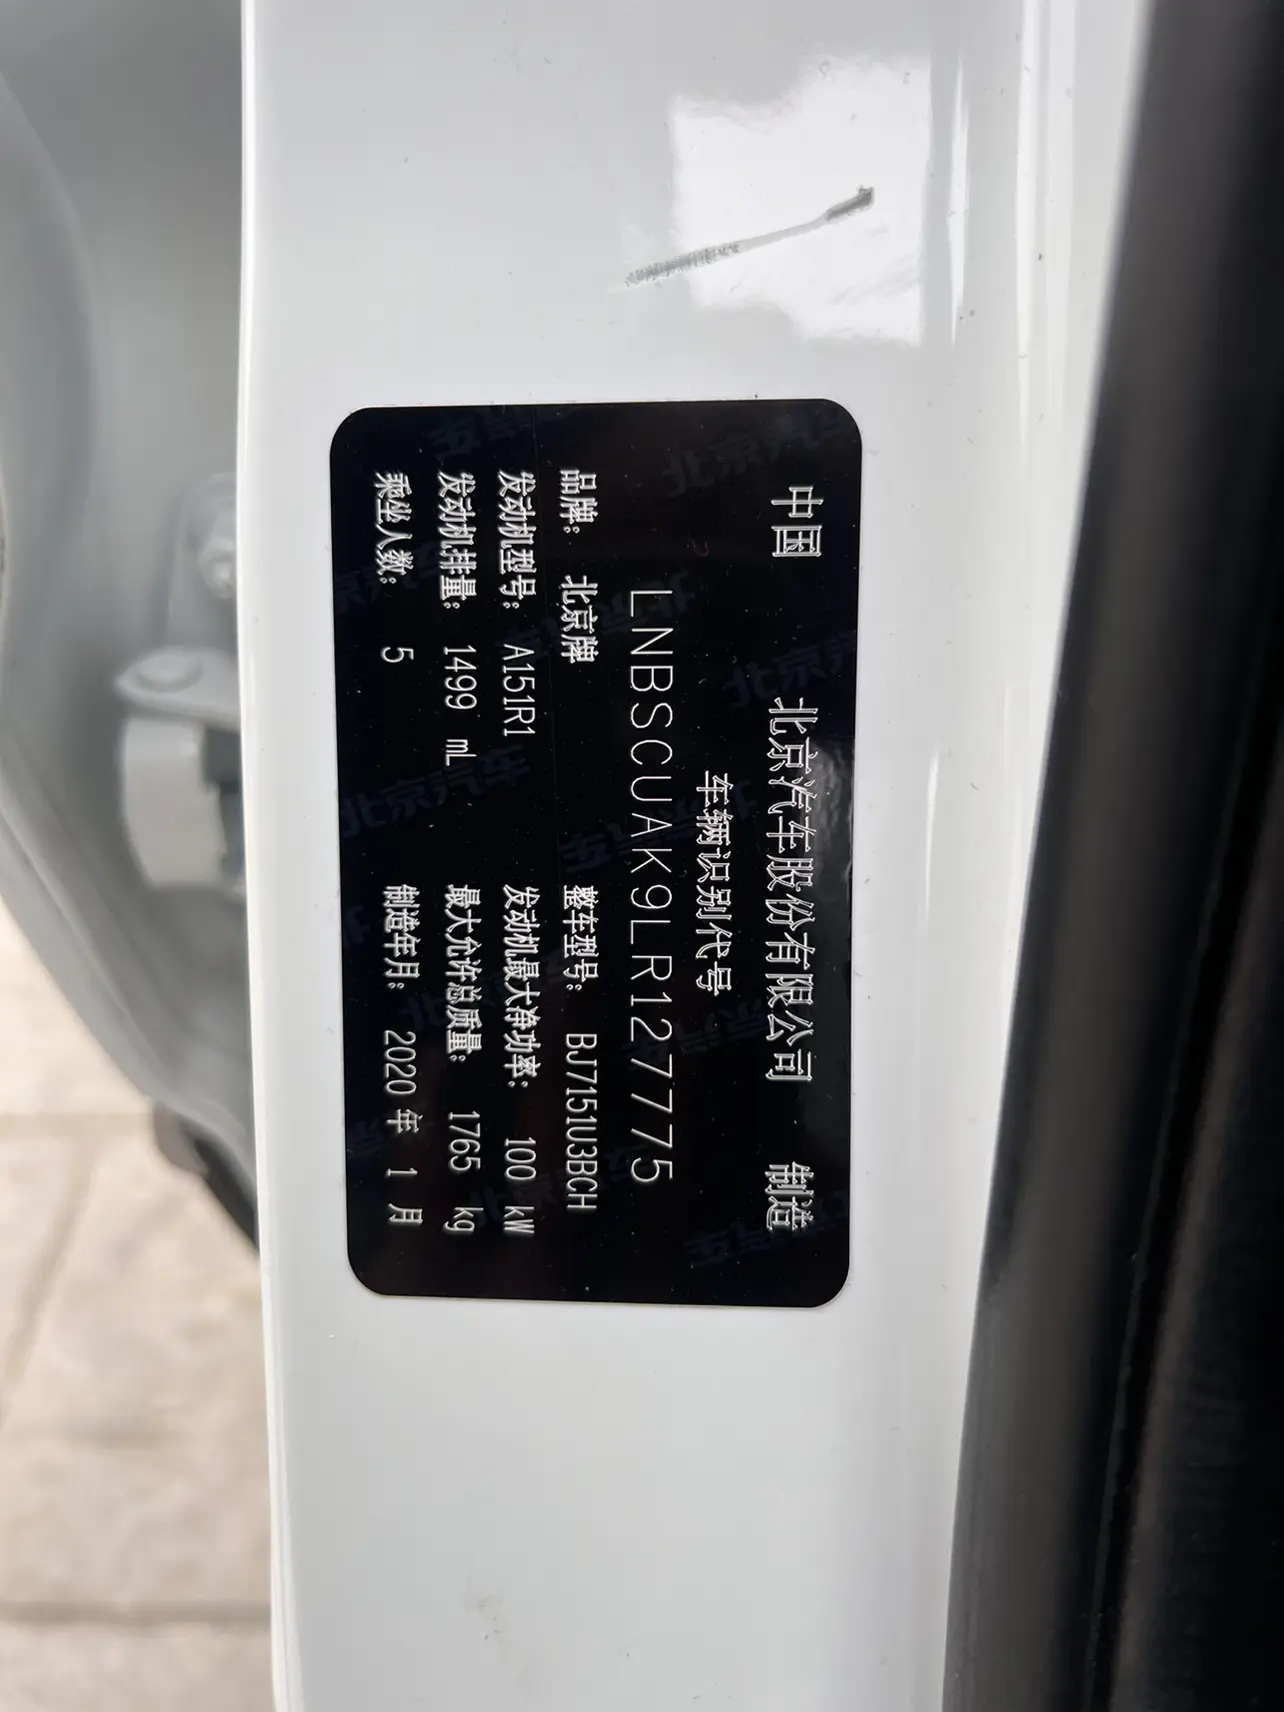 中国 北京汽车股份有限公司 制造
车辆识别代号
LNBSCUAK9LR127775
品牌: 北京牌 整车型号: BJ7151U3BCH
发动机型号: A151R1 发动机最大净功率: 100 kW
发动机排量: 1499 mL 最大允许总质量: 1765 kg
乘坐人数: 5 制造年月: 2020 年 1 月